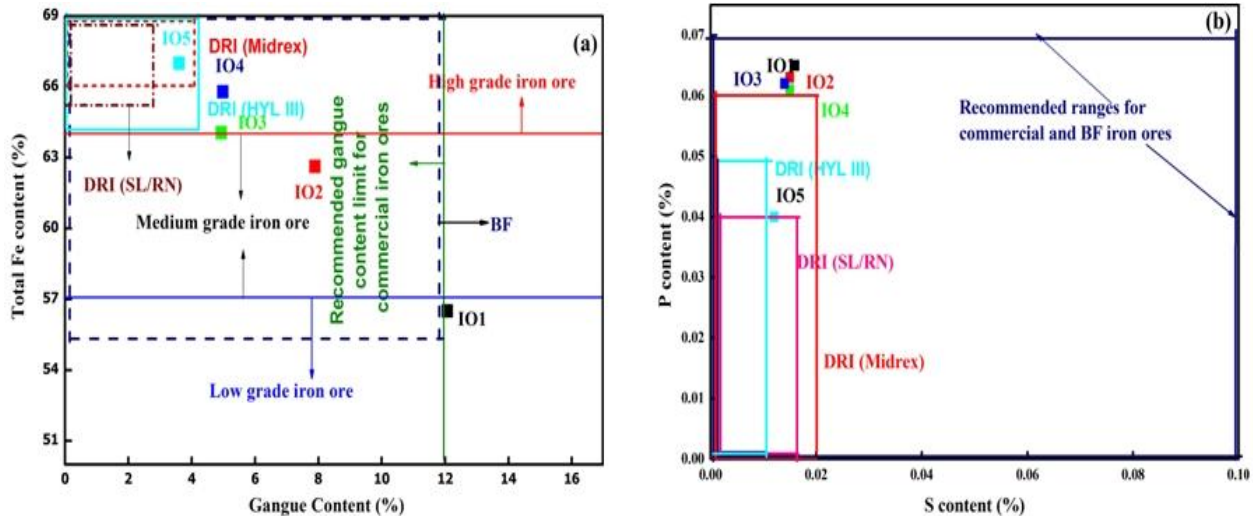 69
66
63
60
57
54
51
Total Fe content (%)
0
2
4
6
8
10
12
14
16
Gangue Content (%)
(a)
IO5
DRI (Midrex)
IO4
High grade iron ore
DRI (HYL III)
IO3
DRI (SL/RN)
IO2
Medium grade iron ore
Recommended gangue
content limit for
commercial iron ores
BF
IO1
Low grade iron ore
(b)
0.07
0.06
0.05
0.04
0.03
0.02
0.01
0.00
P content (%)
0.00
0.02
0.04
0.06
0.08
0.10
S content (%)
IO1
IO3
IO2
IO4
Recommended ranges for
commercial and BF iron ores
DRI (HYL III)
IO5
DRI (SL/RN)
DRI (Midrex)